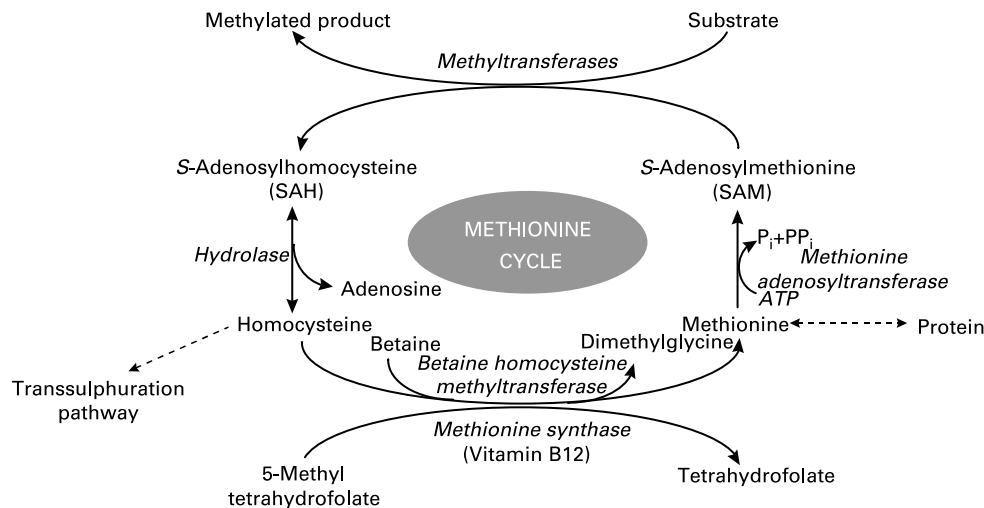 Methylated product
Substrate
Methyltransferases
S-Adenosylhomocysteine
(SAH)
S-Adenosylmethionine
(SAM)
METHIONINE
CYCLE
Pi+PPi
Methionine
adenosyltransferase
ATP
Hydrolase
Adenosine
Homocysteine
Methionine
Protein
Betaine
Dimethylglycine
Betaine homocysteine
methyltransferase
Transsulphuration
pathway
Methionine synthase
(Vitamin B12)
5-Methyl
tetrahydrofolate
Tetrahydrofolate